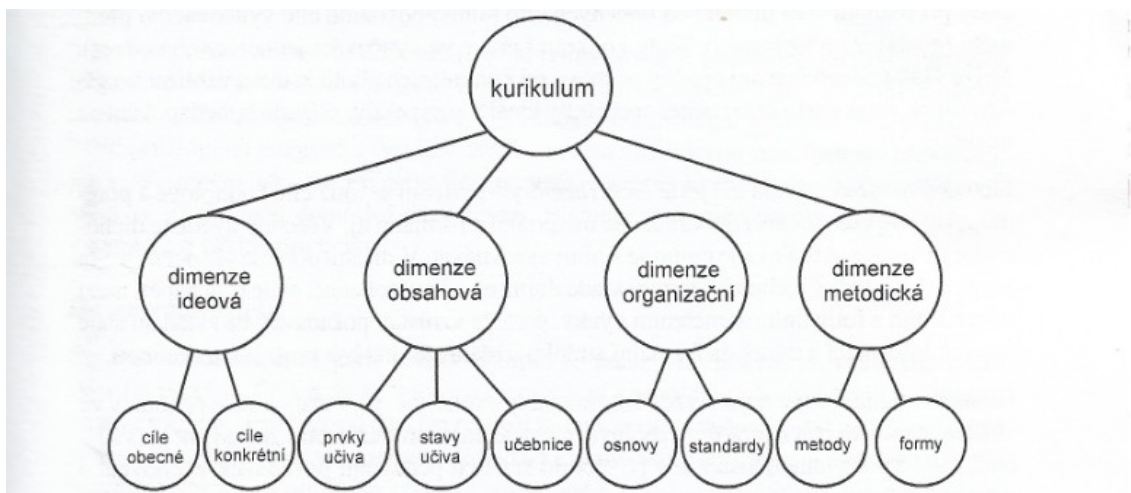 kurikulum
dimenze
ideová
dimenze
obsahová
dimenze
organizační
dimenze
metodická
cíle
obecné
cíle
konkrétní
prvky
učiva
stavy
učiva
učebnice
osnovy
standardy
metody
formy